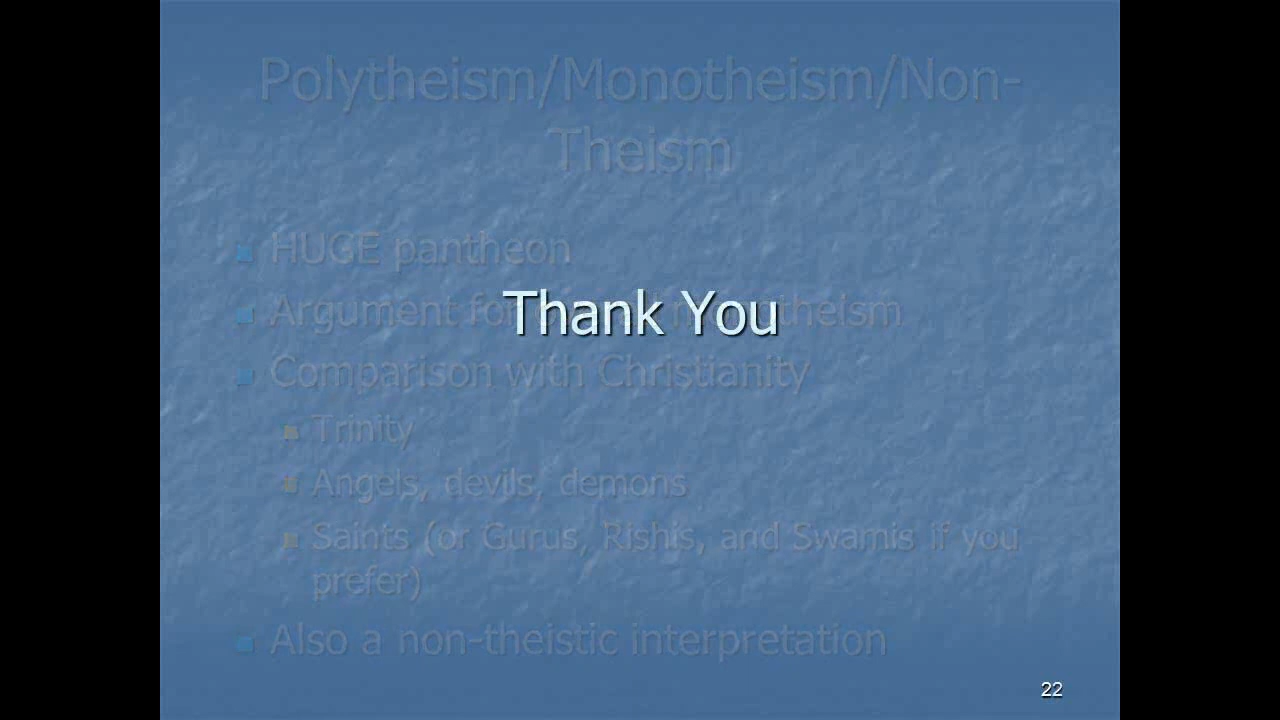 Polytheism/Monotheism/Non-
Theism
HUGE pantheon
Thank You
Argument for theism
Comparison with Christianity
Trinity
Angels, devils, demons
Saints (or Gurus, Rishis, and Swamis if you
prefer)
Also a non-theistic interpretation
22